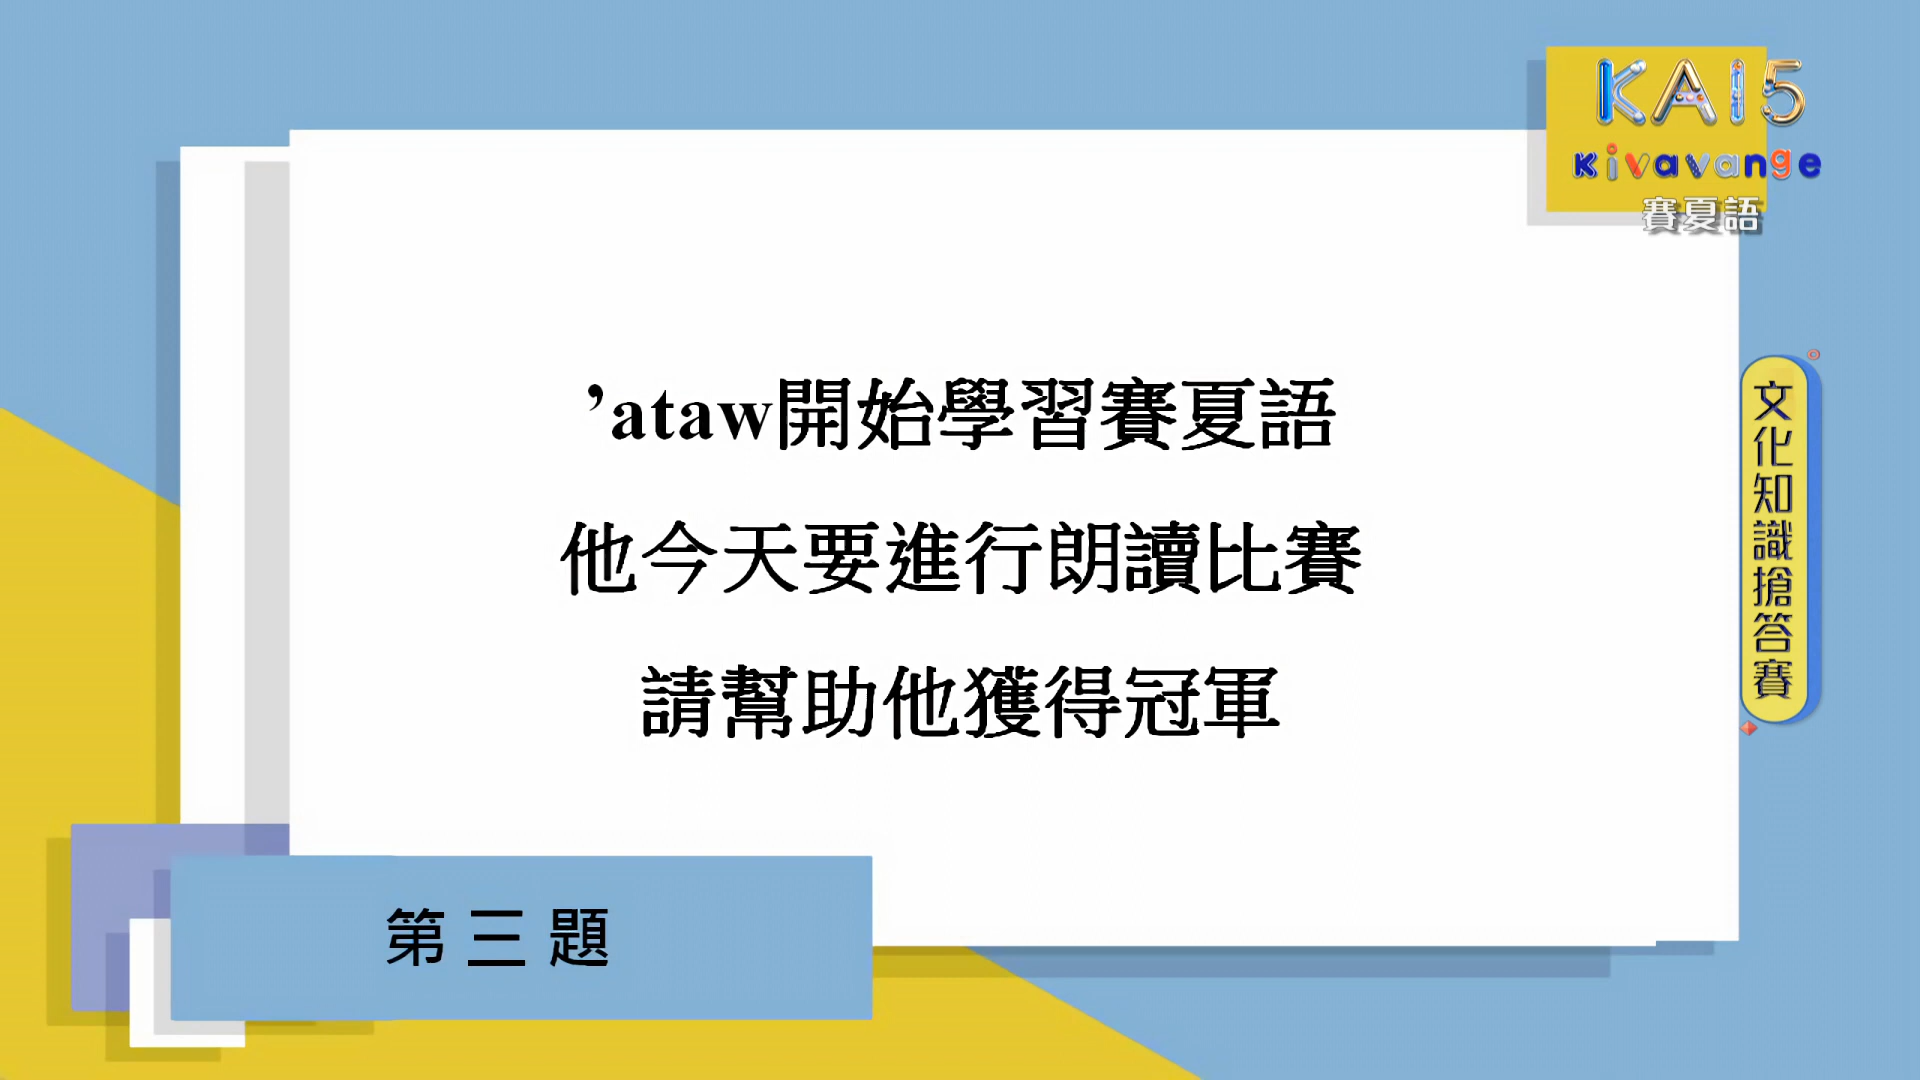 KAI5
Kivavange
賽夏語
’ataw開始學習賽夏語
他今天要進行朗讀比賽
請幫助他獲得冠軍
文化知識搶答賽
第三題